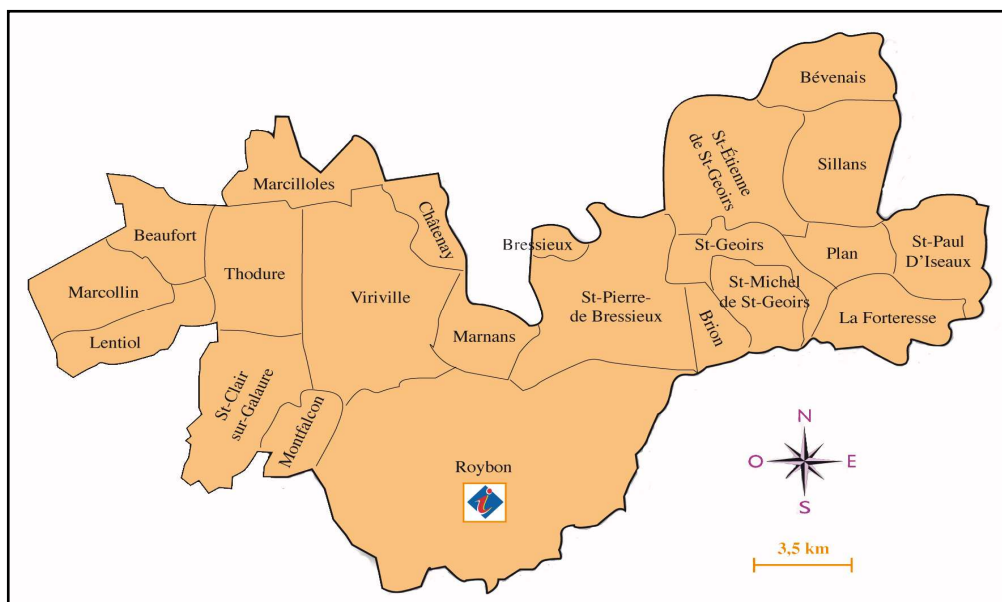 Bévenais
St-Étienne
de St-Geoirs
Sillans
Marcilloles
Châtenay
Beaufort
Bressieux
St-Geoirs
Plan
St-Paul
D'Iseaux
Thodure
Marcollin
Viriville
St-Pierre-
de Bressieux
St-Michel
de St-Geoirs
Brion
La Forteresse
Lentiol
Marnans
St-Clair
sur-Galaure
Montfalcon
Roybon
i
N
O
E
S
3,5 km